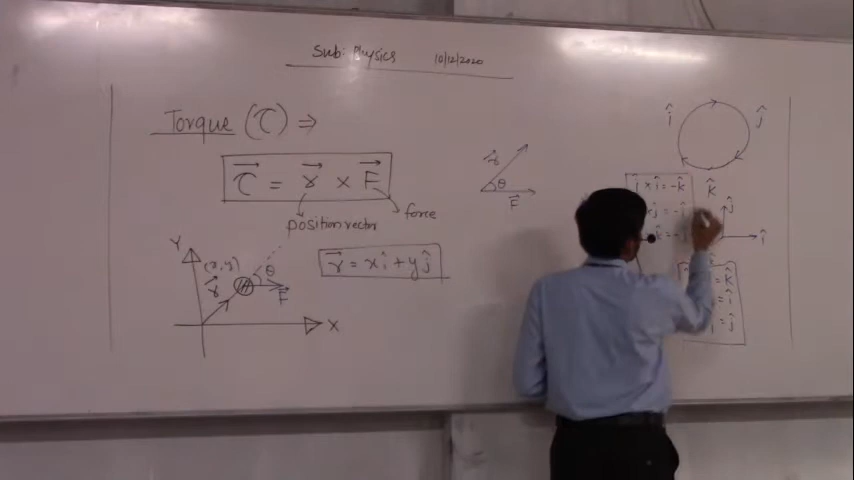 Sub: Physics 10/12/2020
Torque (τ) ⇒
τ⃗ = r⃗ × F⃗
position vector
force
r⃗ = xî + yĵ
Y
(x,y)
θ
r⃗
F⃗
X
r⃗
θ
F⃗
î
ĵ
k̂
ĵ × î = -k̂
ĵ
î
= k̂
= î
= ĵ